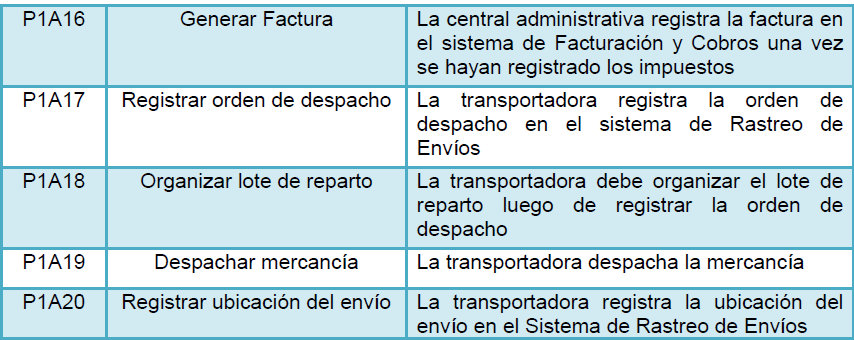 P1A16 Generar Factura La central administrativa registra la factura en
el sistema de Facturación y Cobros una vez
se hayan registrado los impuestos
P1A17 Registrar orden de despacho La transportadora registra la orden de
despacho en el sistema de Rastreo de
Envíos
P1A18 Organizar lote de reparto La transportadora debe organizar el lote de
reparto luego de registrar la orden de
despacho
P1A19 Despachar mercancía La transportadora despacha la mercancía
P1A20 Registrar ubicación del envío La transportadora registra la ubicación del
envío en el Sistema de Rastreo de Envíos